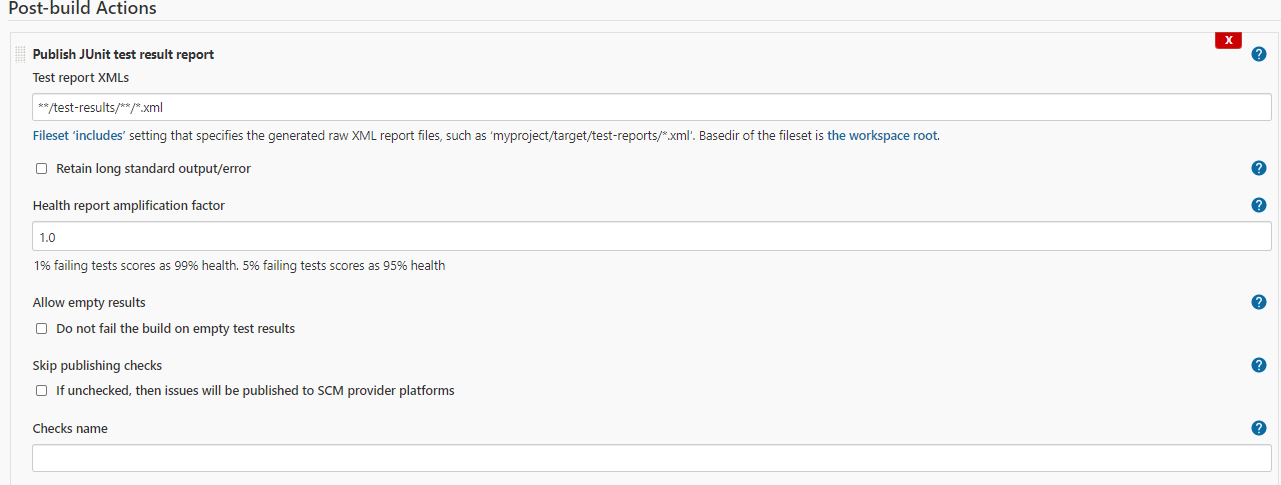 Post-build Actions
X
Publish JUnit test result report
?
Test report XMLs
**/test-results/**/*.xml
Fileset 'includes' setting that specifies the generated raw XML report files, such as 'myproject/target/test-reports/*.xml'. Basedir of the fileset is the workspace root.
Retain long standard output/error
?
Health report amplification factor
?
1.0
1% failing tests scores as 99% health. 5% failing tests scores as 95% health
Allow empty results
?
Do not fail the build on empty test results
Skip publishing checks
?
If unchecked, then issues will be published to SCM provider platforms
Checks name
?